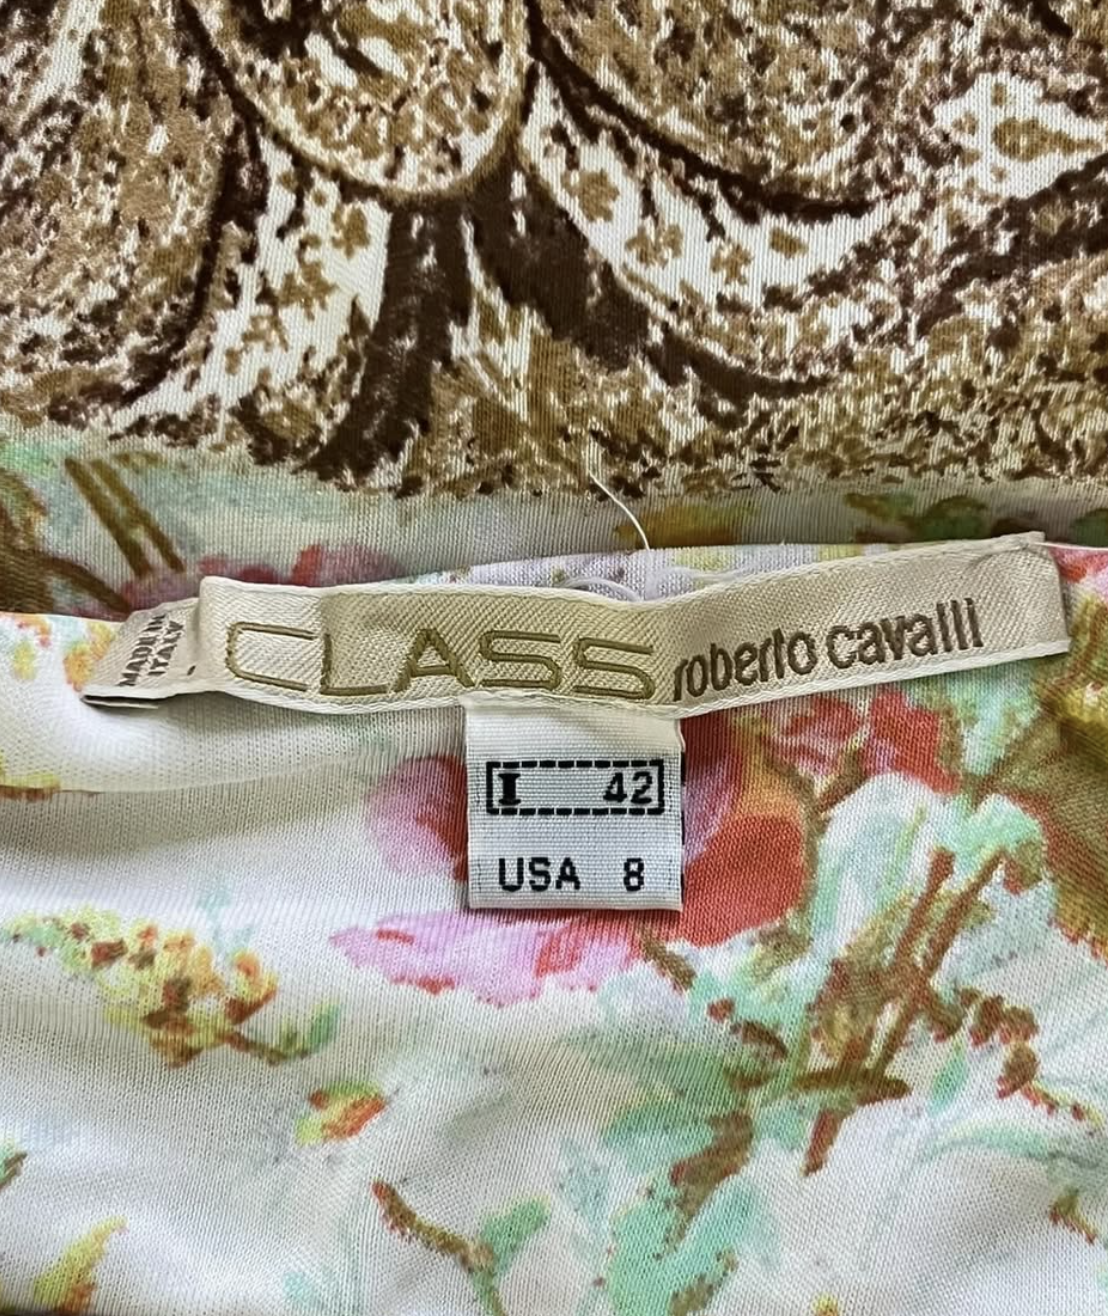 MADE IN
ITALY
CLASS roberto cavalli
I 42
USA 8